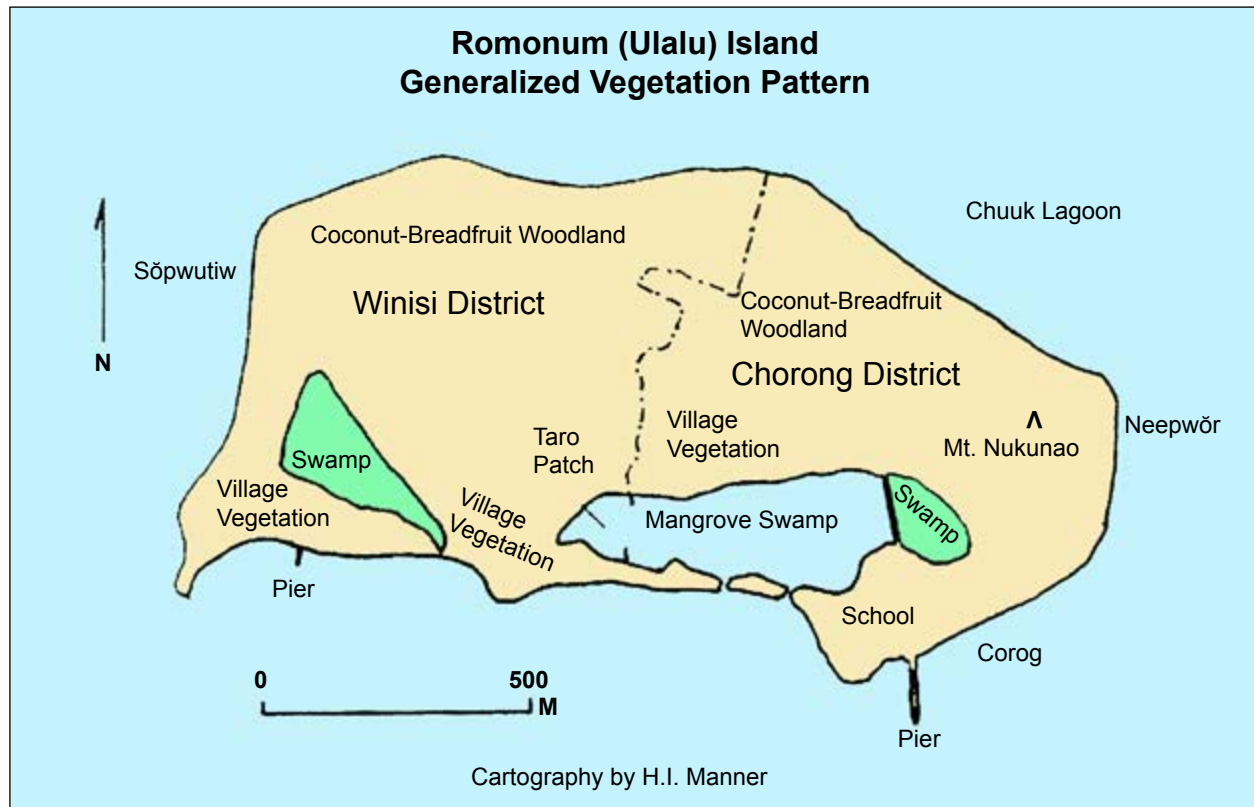 Romonum (Ulalu) Island
Generalized Vegetation Pattern
Chuuk Lagoon
Coconut-Breadfruit Woodland
Sŏpwutiw
Winisi District
Coconut-Breadfruit
Woodland
N
Chorong District
Village
Vegetation
Λ
Mt. Nukunao
Neepwŏr
Taro
Patch
Swamp
Village
Vegetation
Village
Vegetation
Mangrove Swamp
Swamp
Pier
School
Corog
0 500
M
Pier
Cartography by H.I. Manner